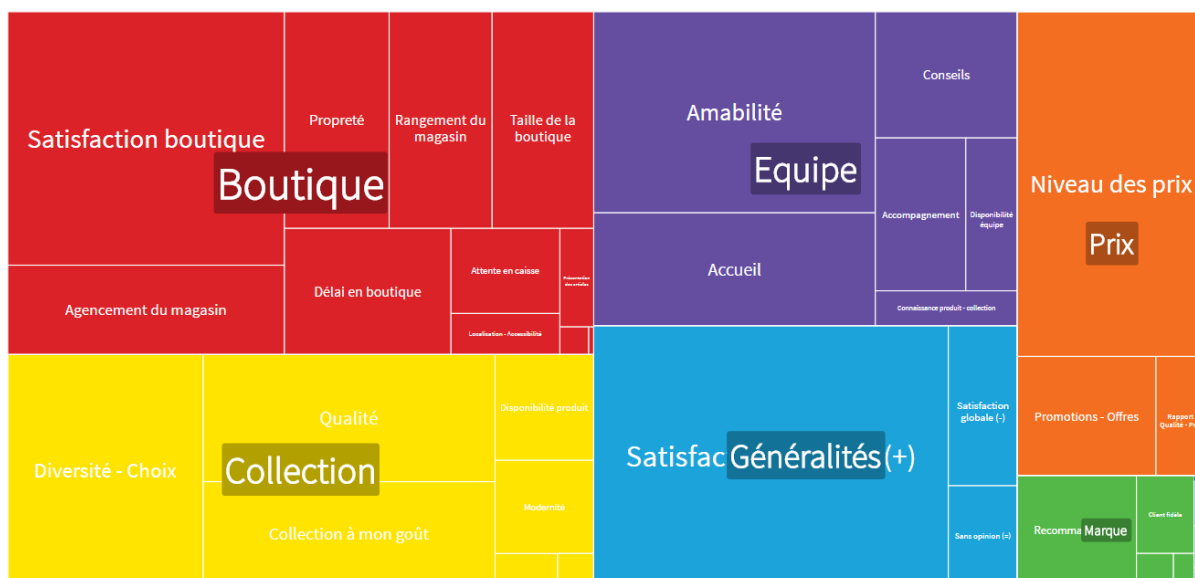 Satisfaction boutique
Propreté
Rangement du
magasin
Taille de la
boutique
Boutique
Agencement du magasin
Délai en boutique
Attente en caisse
Présentation
des articles
Localisation - Accessibilité
Amabilité
Conseils
Equipe
Accueil
Accompagnement
Disponibilité
équipe
Connaissance produit - collection
Niveau des prix
Prix
Promotions - Offres
Rapport
Qualité - P
Diversité - Choix
Qualité
Collection
Collection à mon goût
Disponibilité produit
Modernité
Satisfac
Généralités
(+)
Satisfaction
globale (-)
Sans opinion (=)
Recomma
Marque
Client fidèle